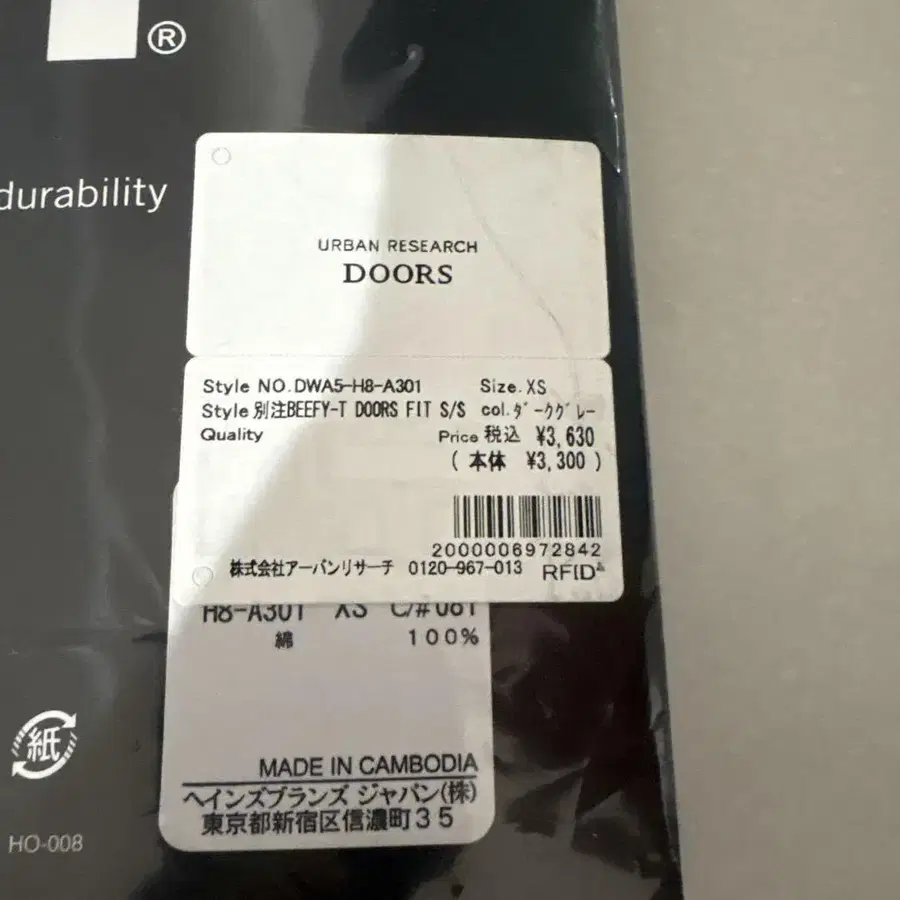 ®
durability
URBAN RESEARCH
DOORS
Style NO.DWA5-H8-A301 Size.XS
Style 別注BEEFY-T DOORS FIT S/S col.ダークグレー
Quality Price 税込 ¥3,630
( 本体 ¥3,300 )
2000006972842
株式会社アーバンリサーチ 0120-967-013 RFID
H8-A301 XS C/#081
綿 100%
MADE IN CAMBODIA
ヘインズブランズ ジャパン(株)
東京都新宿区信濃町35
紙
HO-008